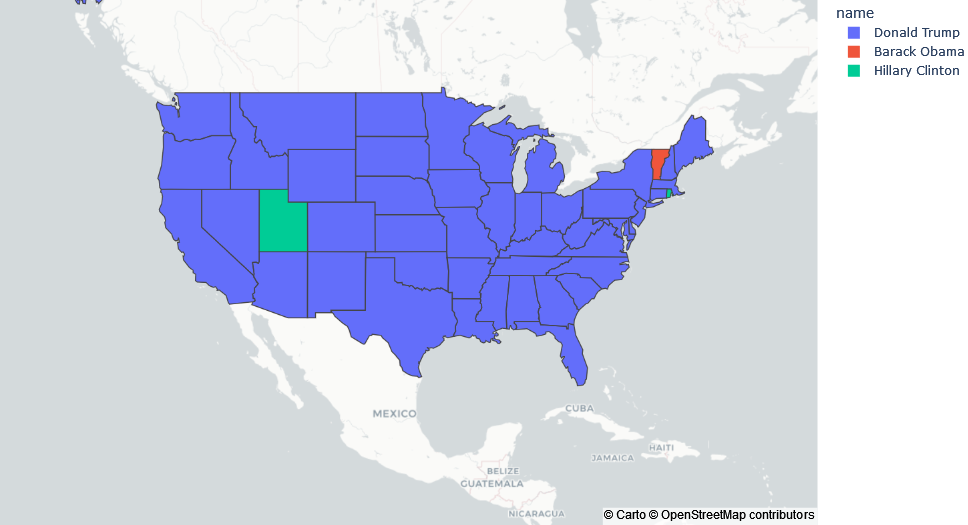 name
Donald Trump
Barack Obama
Hillary Clinton
MEXICO
CUBA
HAITI
JAMAICA
BELIZE
GUATEMALA
NICARAGUA
© Carto © OpenStreetMap contributors